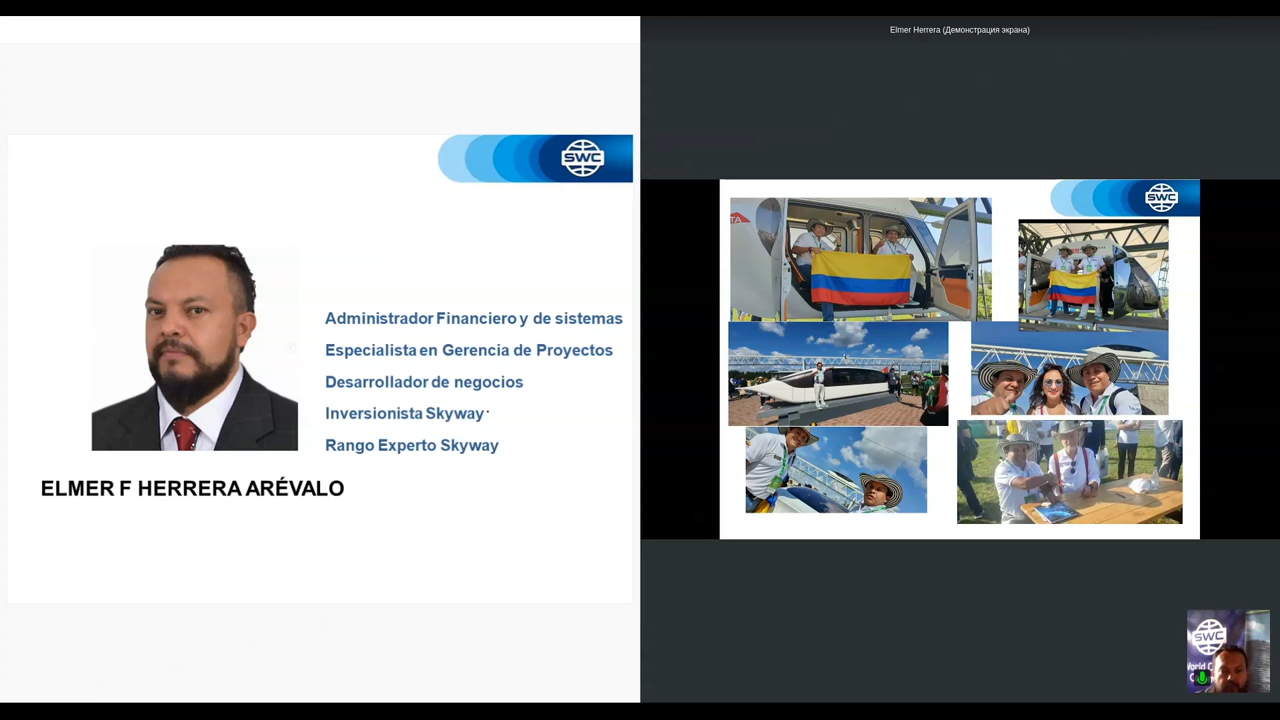 SWC
Administrador Financiero y de sistemas
Especialista en Gerencia de Proyectos
Desarrollador de negocios
Inversionista Skyway·
Rango Experto Skyway
ELMER F HERRERA ARÉVALO
Elmer Herrera (Демонстрация экрана)
SWC
TA
SWC